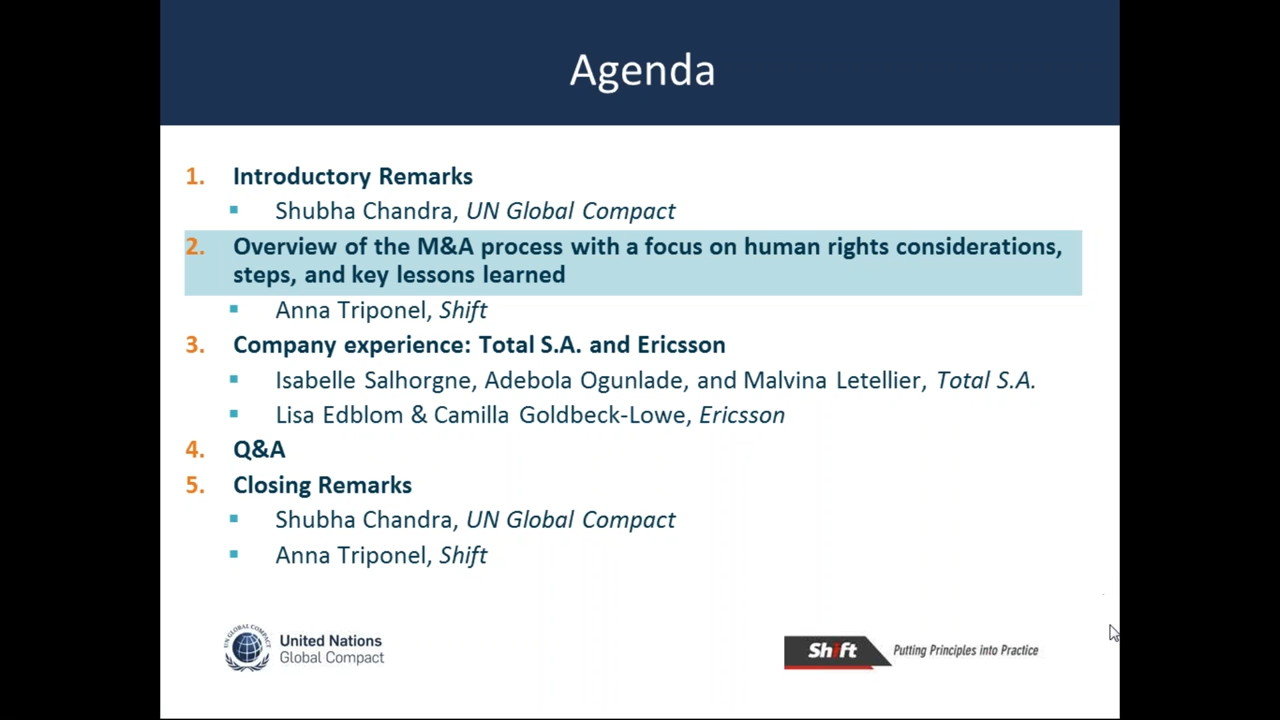 Agenda
1. Introductory Remarks
▪ Shubha Chandra, UN Global Compact
2. Overview of the M&A process with a focus on human rights considerations,
steps, and key lessons learned
▪ Anna Triponel, Shift
3. Company experience: Total S.A. and Ericsson
▪ Isabelle Salhorgne, Adebola Ogunlade, and Malvina Letellier, Total S.A.
▪ Lisa Edblom & Camilla Goldbeck-Lowe, Ericsson
4. Q&A
5. Closing Remarks
▪ Shubha Chandra, UN Global Compact
▪ Anna Triponel, Shift
UN GLOBAL COMPACT
United Nations
Global Compact
Shift
Putting Principles into Practice